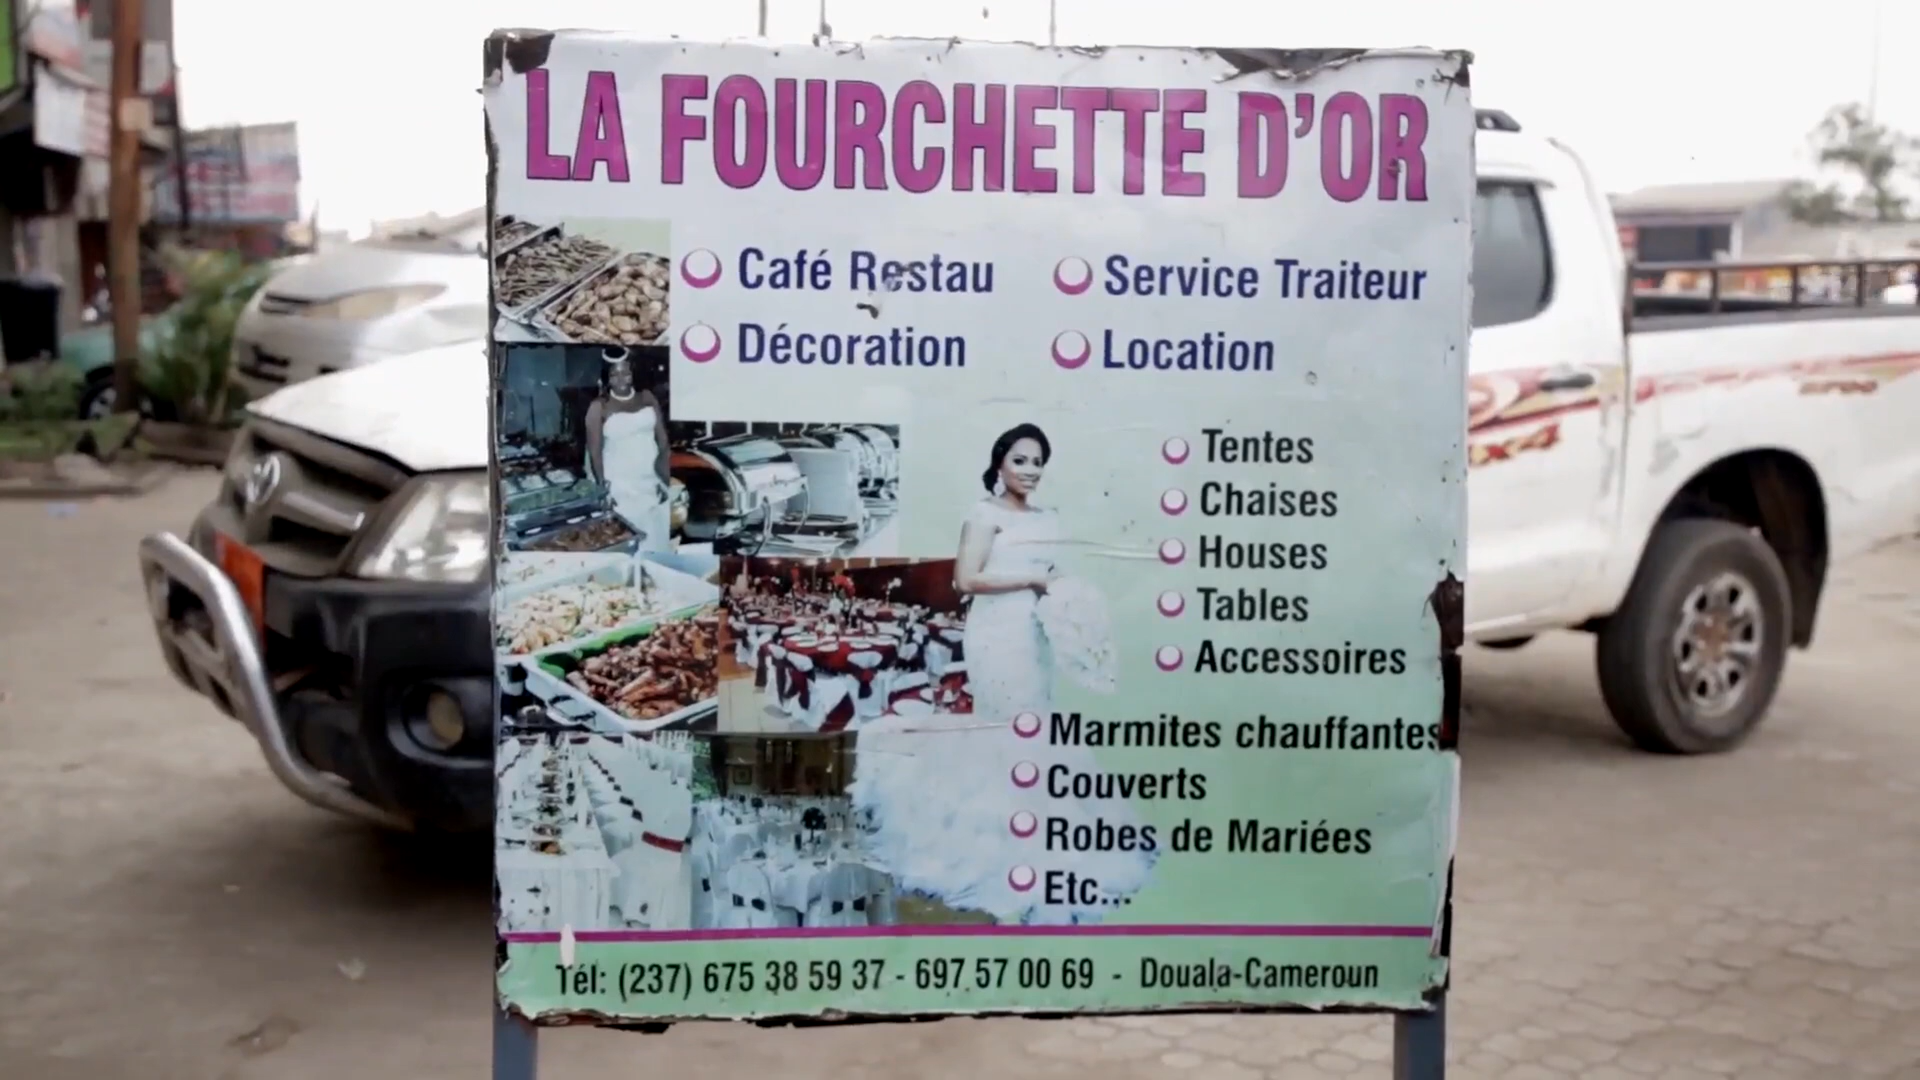 LA FOURCHETTE D'OR
Café Restau
Service Traiteur
Décoration
Location
Tentes
Chaises
Houses
Tables
Accessoires
Marmites chauffantes
Couverts
Robes de Mariées
Etc...
Tél: (237) 675 38 59 37 - 697 57 00 69 - Douala-Cameroun